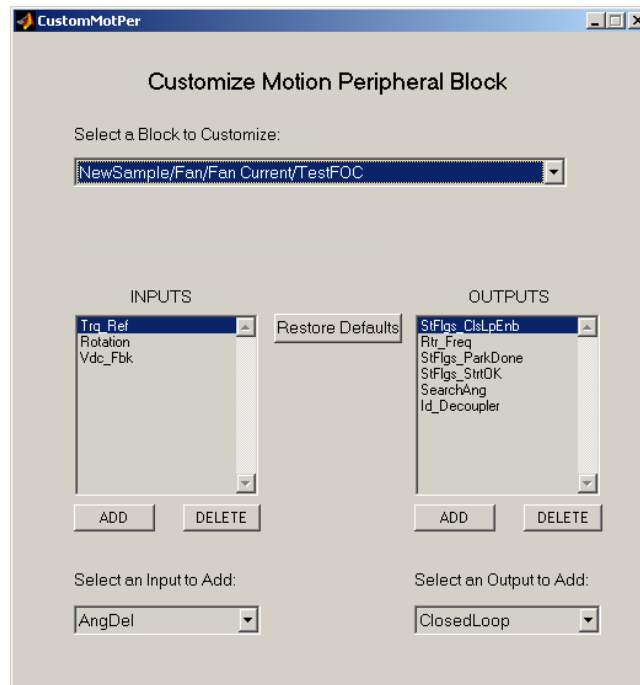 CustomMotPer
Customize Motion Peripheral Block
Select a Block to Customize:
NewSample/Fan/Fan Current/TestFOC
INPUTS
OUTPUTS
Trq_Ref
Rotation
Vdc_Fbk
Restore Defaults
StFlgs_ClsLpEnb
Rtr_Freq
StFlgs_ParkDone
StFlgs_StrtOK
SearchAng
Id_Decoupler
ADD
DELETE
ADD
DELETE
Select an Input to Add:
Select an Output to Add:
AngDel
ClosedLoop